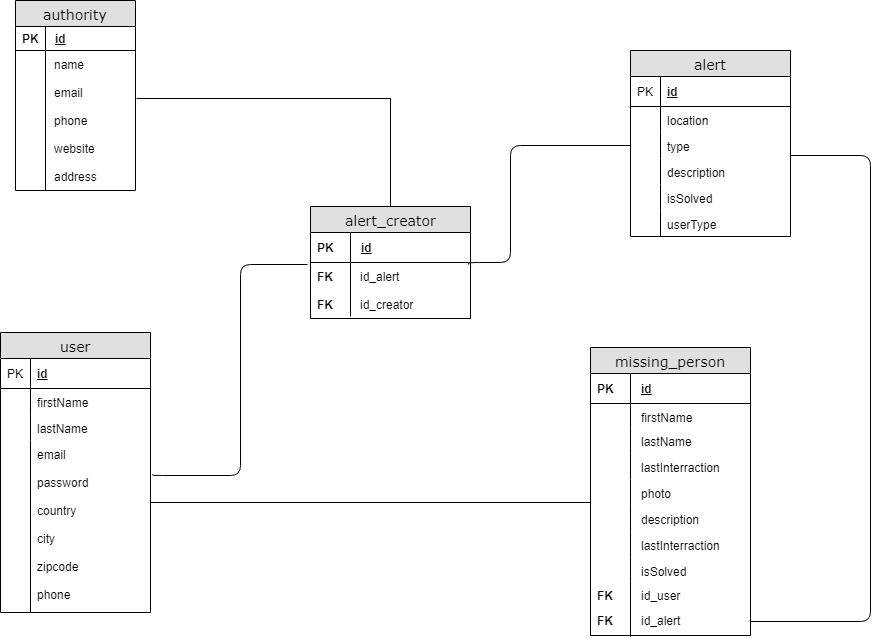 authority
PK id
name
email
phone
website
address
alert
PK id
location
type
description
isSolved
userType
alert_creator
PK id
FK id_alert
FK id_creator
user
PK id
firstName
lastName
email
password
country
city
zipcode
phone
missing_person
PK id
firstName
lastName
lastInterraction
photo
description
lastInterraction
isSolved
FK id_user
FK id_alert